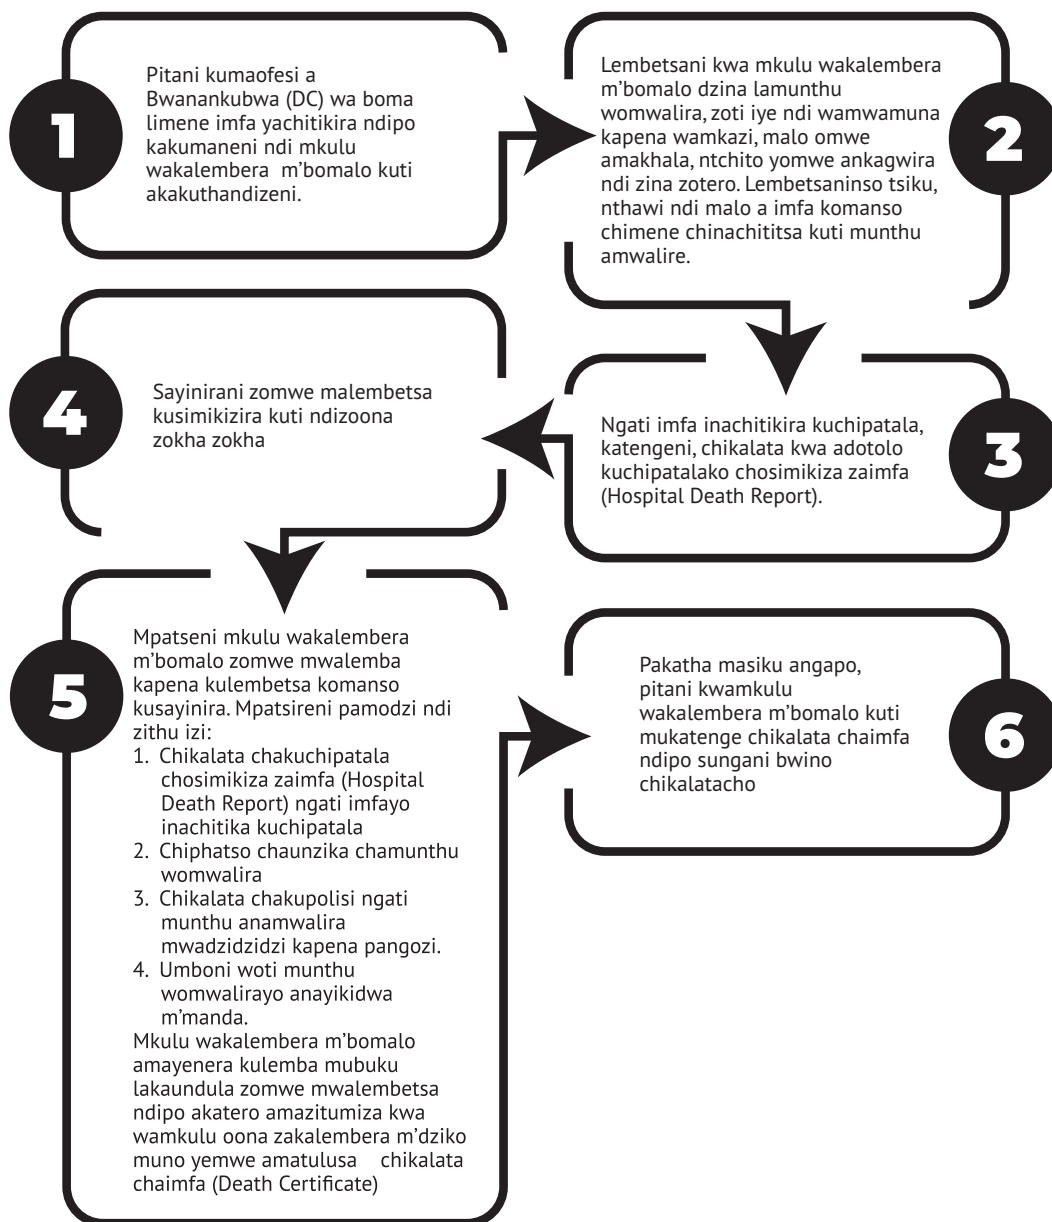 1
Pitani kumaofesi a
Bwanankubwa (DC) wa boma
limene imfa yachitikira ndipo
kakumaneni ndi mkulu
wakalembera m'bomalo kuti
akakuthandizeni.
2
Lembetsani kwa mkulu wakalembera
m'bomalo dzina lamunthu
womwalira, zoti iye ndi wamwamuna
kapena wamkazi, malo omwe
amakhala, ntchito yomwe ankagwira
ndi zina zotero. Lembetsaninso tsiku,
nthawi ndi malo a imfa komanso
chimene chinachititsa kuti munthu
amwalire.
3
Ngati imfa inachitikira kuchipatala,
katengeni, chikalata kwa adotolo
kuchipatalako chosimikiza zaimfa
(Hospital Death Report).
4
Sayinirani zomwe malembetsa
kusimikizira kuti ndizoona
zokha zokha
5
Mpatseni mkulu wakalembera
m'bomalo zomwe mwalemba
kapena kulembetsa komanso
kusayinira. Mpatsireni pamodzi ndi
zithu izi:
1. Chikalata chakuchipatala
chosimikiza zaimfa (Hospital
Death Report) ngati imfayo
inachitika kuchipatala
2. Chiphatso chaunzika chamunthu
womwalira
3. Chikalata chakupolisi ngati
munthu anamwalira
mwadzidzidzi kapena pangozi.
4. Umboni woti munthu
womwalirayo anayikidwa
m'manda.
Mkulu wakalembera m'bomalo
amayenera kulemba mubuku
lakaundula zomwe mwalembetsa
ndipo akatero amazitumiza kwa
wamkulu oona zakalembera m'dziko
muno yemwe amatulusa chikalata
chaimfa (Death Certificate)
6
Pakatha masiku angapo,
pitani kwamkulu
wakalembera m'bomalo kuti
mukatenge chikalata chaimfa
ndipo sungani bwino
chikalatacho